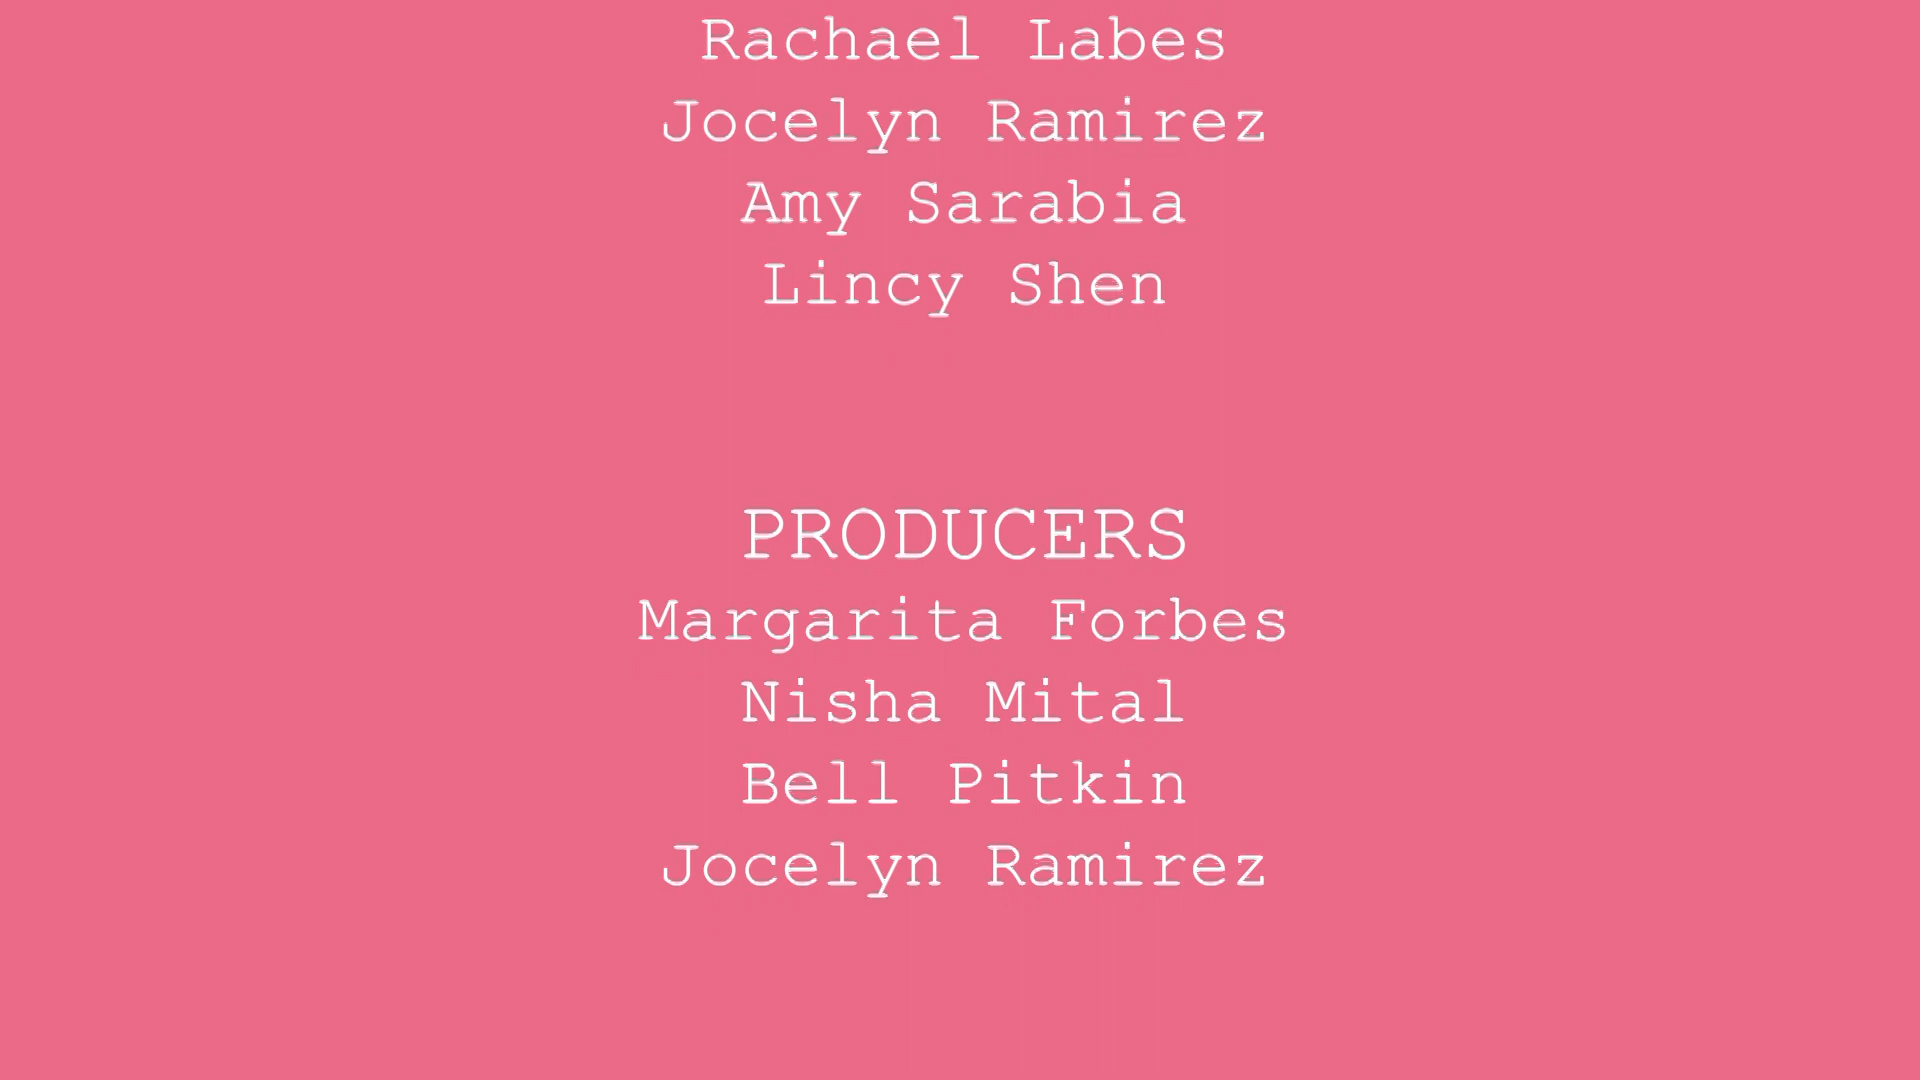 Rachael Labes
Jocelyn Ramirez
Amy Sarabia
Lincy Shen
PRODUCERS
Margarita Forbes
Nisha Mital
Bell Pitkin
Jocelyn Ramirez